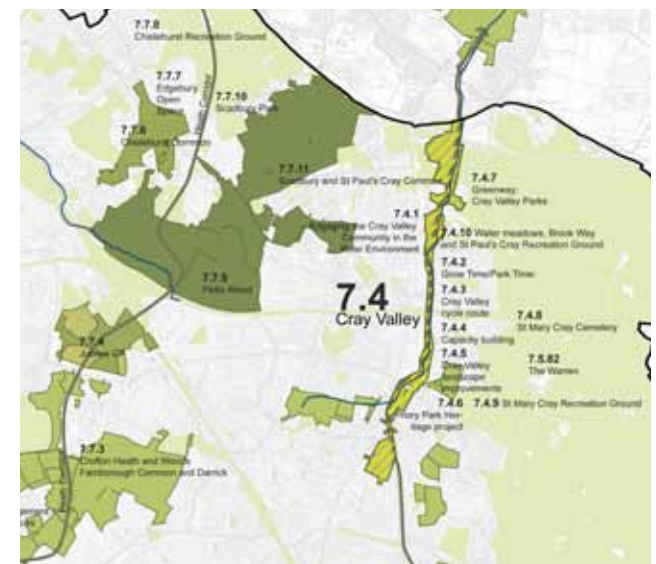 7.7.8
Chislehurst Recreation Ground
7.7.7
Edgebury
Open
Space
7.7.10
Scadbury Park
7.7.6
Chislehurst Common
7.7.11
Scadbury and St Paul's Cray Common
7.4.7
Greenway:
Cray Valley Parks
7.4.1
Engaging the Cray Valley
Community in the
Water Environment
7.4.10 Water meadows, Brook Way
and St Paul's Cray Recreation Ground
7.4.2
Grow Time/Park Time:
7.4.3
Cray Valley
cycle route
7.4.8
St Mary Cray Cemetery
7.4
Cray Valley
7.4.4
Capacity building
7.4.5
Cray Valley
landscape
improvements
7.5.82
The Warren
7.4.6
Priory Park Her-
itage project
7.4.9 St Mary Cray Recreation Ground
7.7.5
Petts Wood
7.7.4
Jubilee
7.7.3
Crofton Heath and Woods
Farnborough Common and Darrick